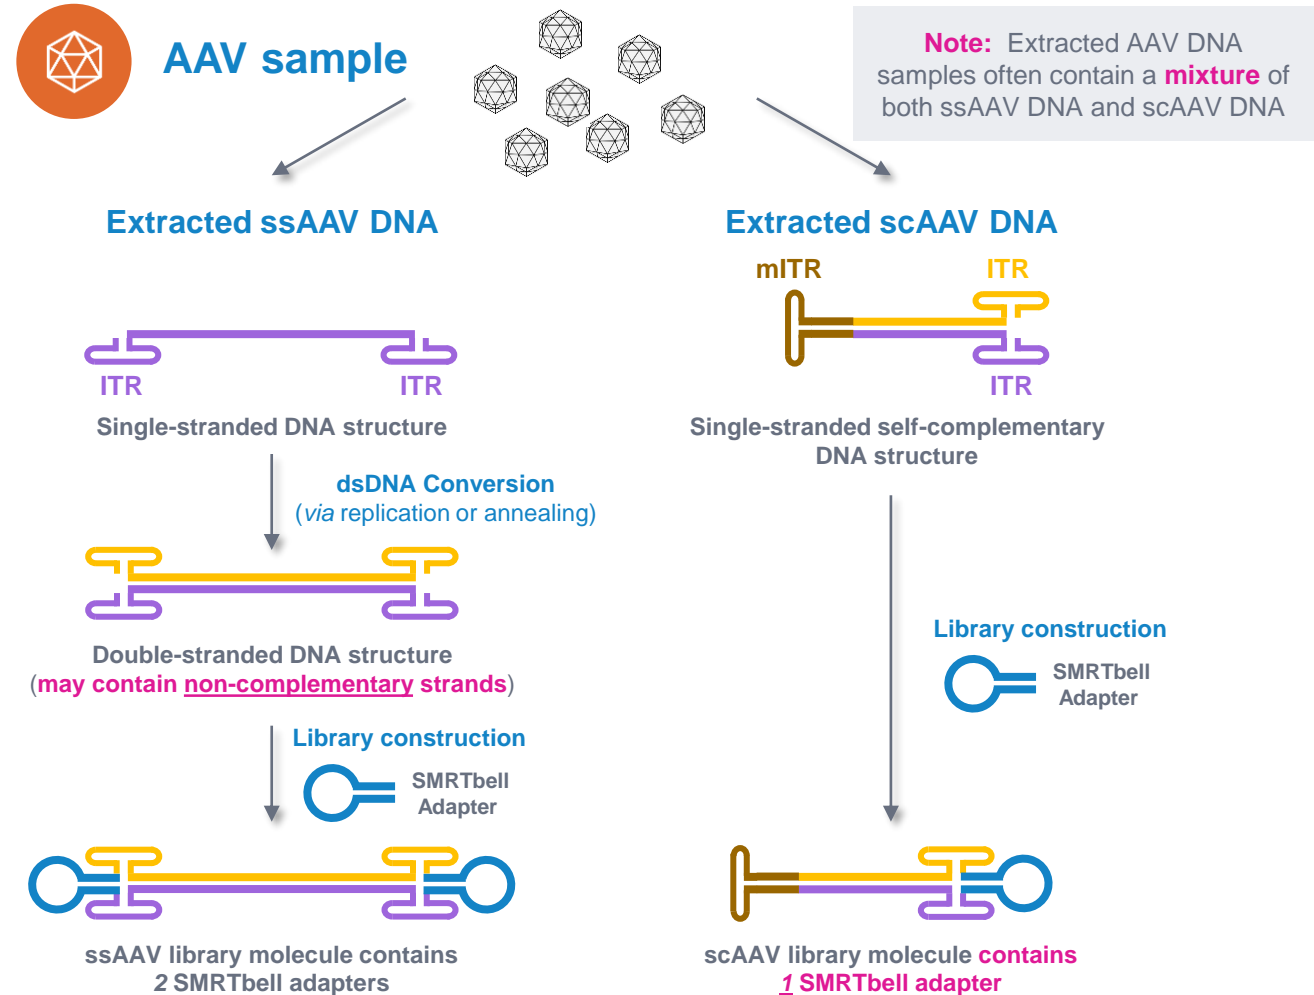 AAV sample
Note: Extracted AAV DNA
samples often contain a mixture of
both ssAAV DNA and scAAV DNA
Extracted ssAAV DNA
ITR
ITR
Single-stranded DNA structure
dsDNA Conversion
(via replication or annealing)
Double-stranded DNA structure
(may contain non-complementary strands)
Library construction
SMRTbell
Adapter
ssAAV library molecule contains
2 SMRTbell adapters
Extracted scAAV DNA
mITR
ITR
ITR
Single-stranded self-complementary
DNA structure
Library construction
SMRTbell
Adapter
scAAV library molecule contains
1 SMRTbell adapter